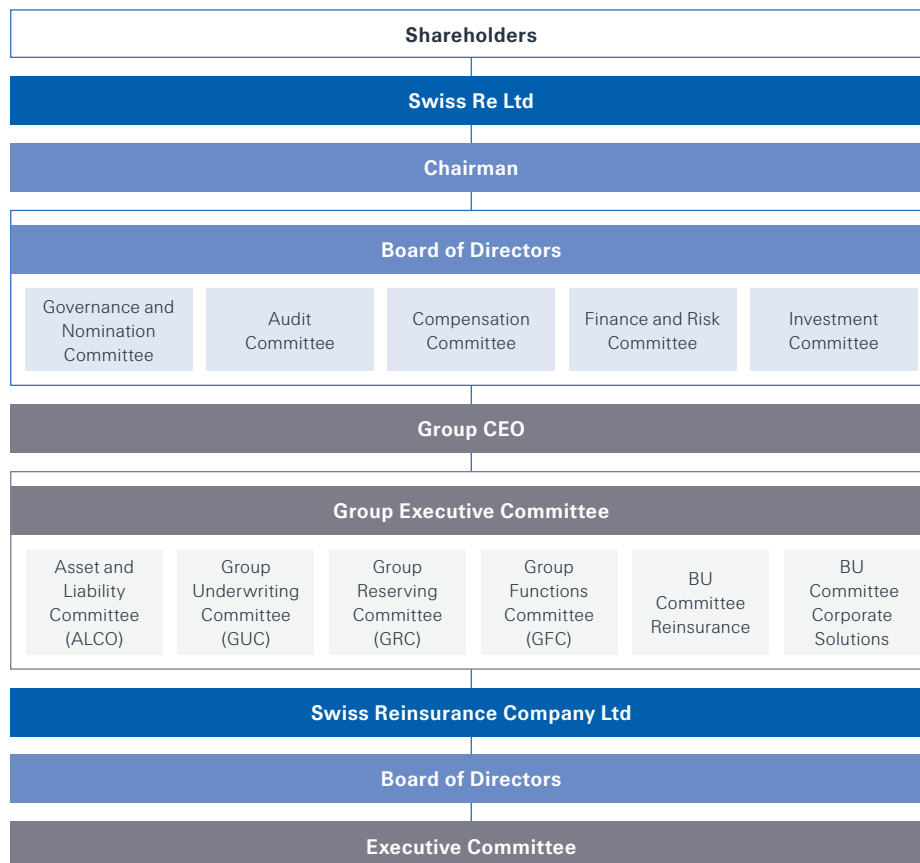 Shareholders
Swiss Re Ltd
Chairman
Board of Directors
Governance and
Nomination
Committee
Audit
Committee
Compensation
Committee
Finance and Risk
Committee
Investment
Committee
Group CEO
Group Executive Committee
Asset and
Liability
Committee
(ALCO)
Group
Underwriting
Committee
(GUC)
Group
Reserving
Committee
(GRC)
Group
Functions
Committee
(GFC)
BU
Committee
Reinsurance
BU
Committee
Corporate
Solutions
Swiss Reinsurance Company Ltd
Board of Directors
Executive Committee